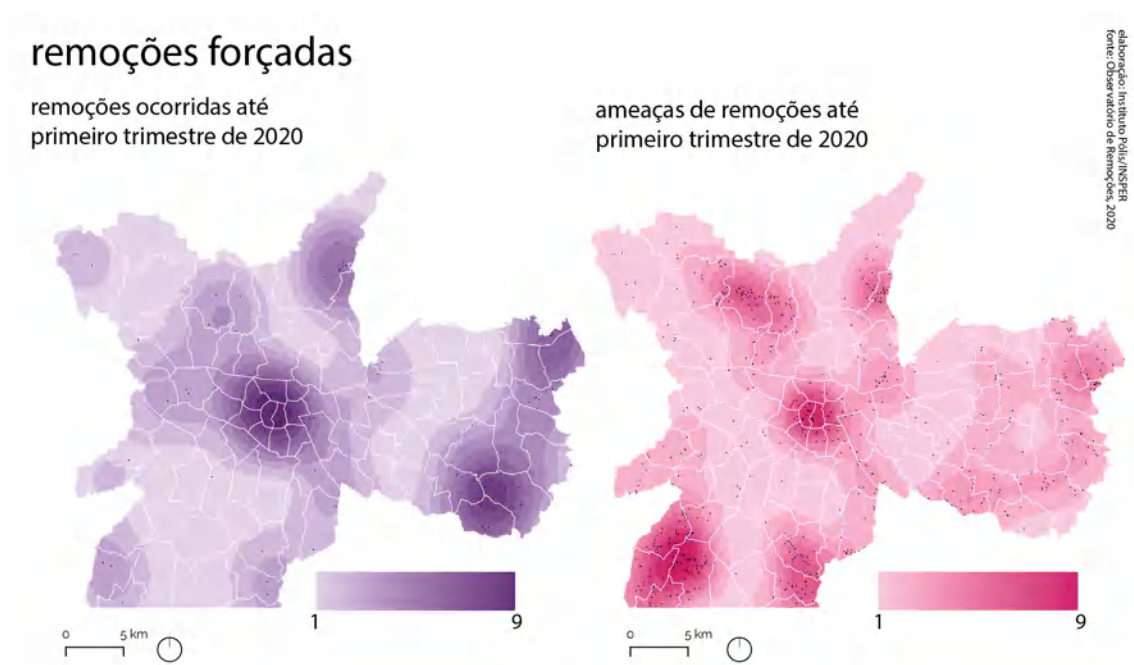 remoções forçadas
remoções ocorridas até
primeiro trimestre de 2020
ameaças de remoções até
primeiro trimestre de 2020
elaboração: Instituto Pólis/INSPER
fonte: Observatório de Remoções, 2020
1 9
0 5 km
1 9
0 5 km